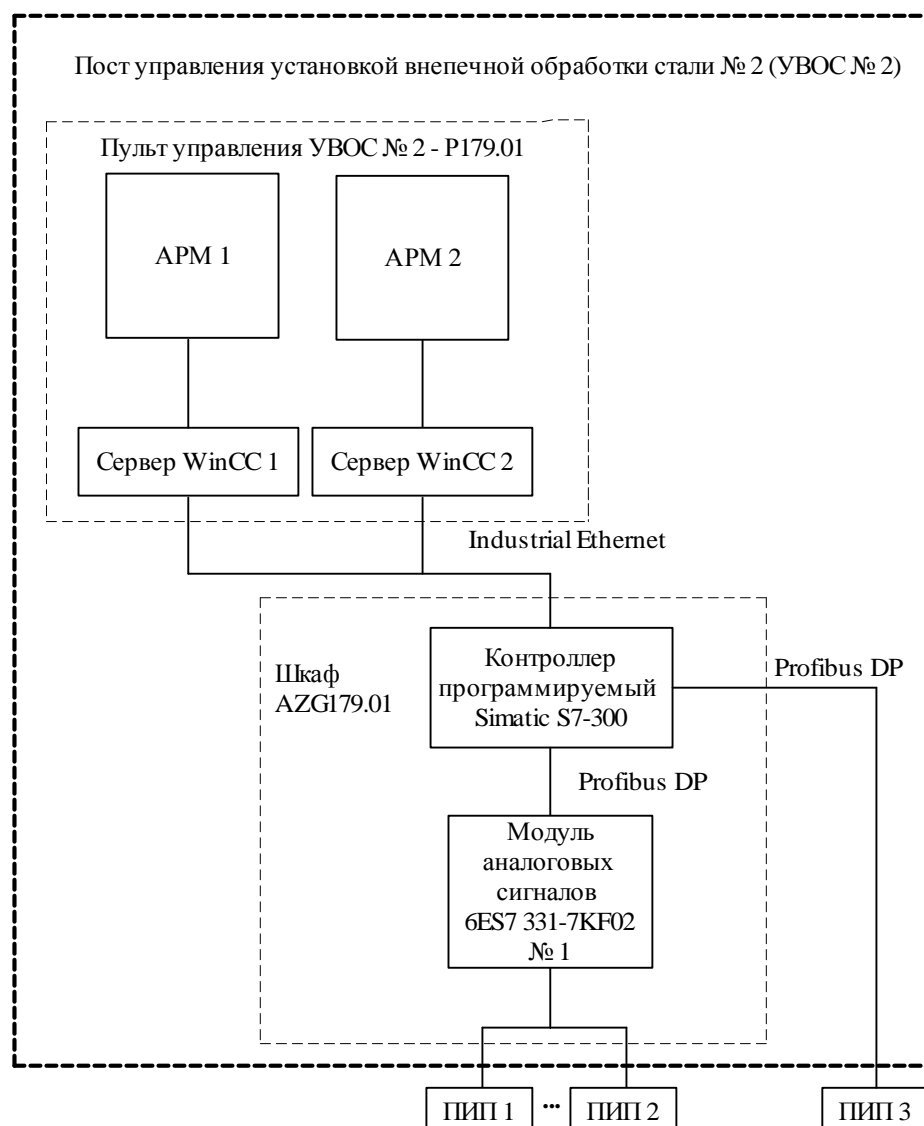 Пост управления установкой внепечной обработки стали № 2 (УВОС № 2)
Пульт управления УВОС № 2 - P179.01
АРМ 1
АРМ 2
Сервер WinCC 1
Сервер WinCC 2
Industrial Ethernet
Шкаф
AZG179.01
Контроллер
программируемый
Simatic S7-300
Profibus DP
Profibus DP
Модуль
аналоговых
сигналов
6ES7 331-7KF02
№ 1
ПИП 1
...
ПИП 2
ПИП 3